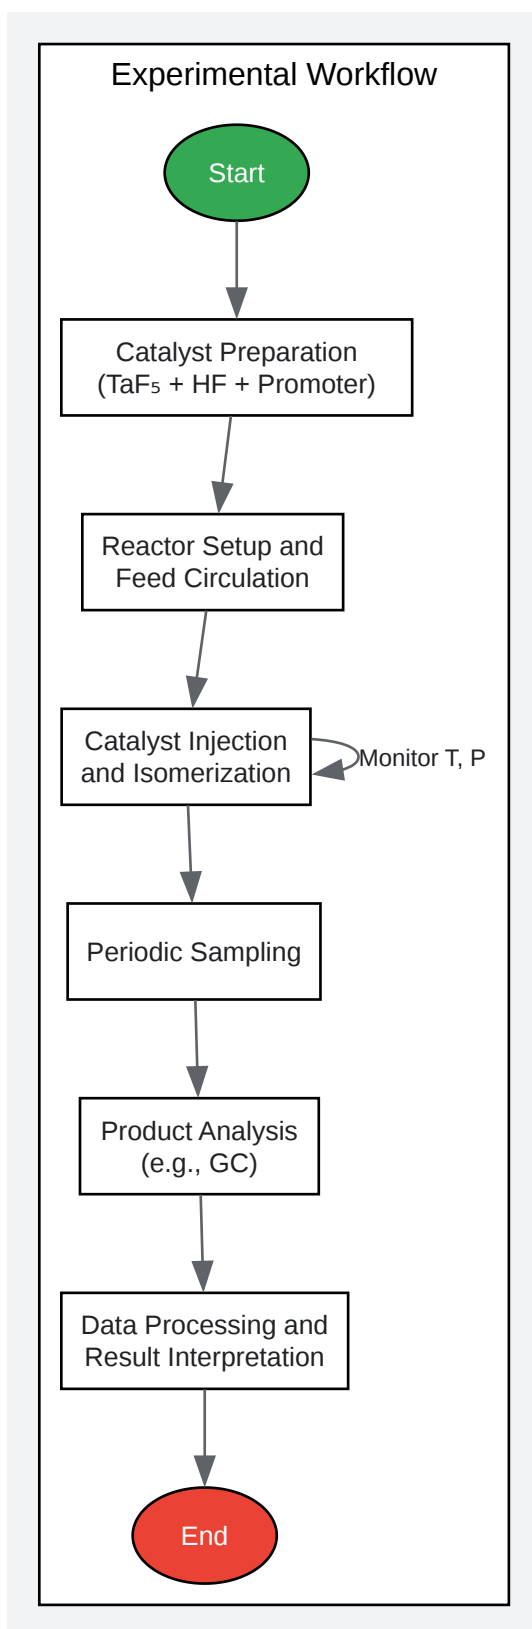 Experimental Workflow
Start
Catalyst Preparation
(TaF₅ + HF + Promoter)
Reactor Setup and
Feed Circulation
Catalyst Injection
and Isomerization
Monitor T, P
Periodic Sampling
Product Analysis
(e.g., GC)
Data Processing and
Result Interpretation
End